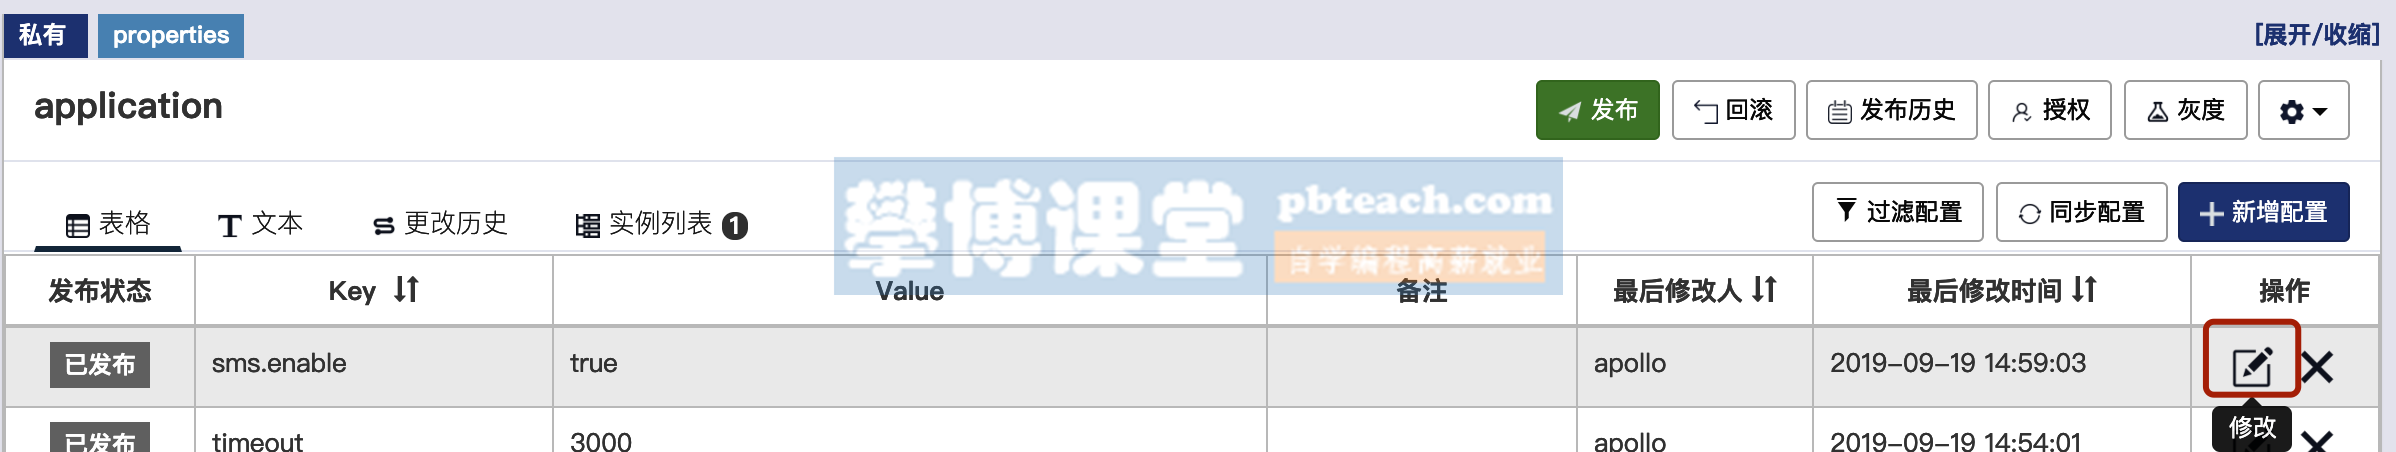 私有 properties [展开/收缩]
application 发布 回滚 发布历史 授权 灰度
攀博课堂 pbteach.com
自学编程高薪就业
表格 文本 更改历史 实例列表 1 过滤配置 同步配置 新增配置
发布状态 Key Value 备注 最后修改人 最后修改时间 操作
已发布 sms.enable true apollo 2019-09-19 14:59:03
修改
已发布 timeout 3000 apollo 2019-09-19 14:54:01